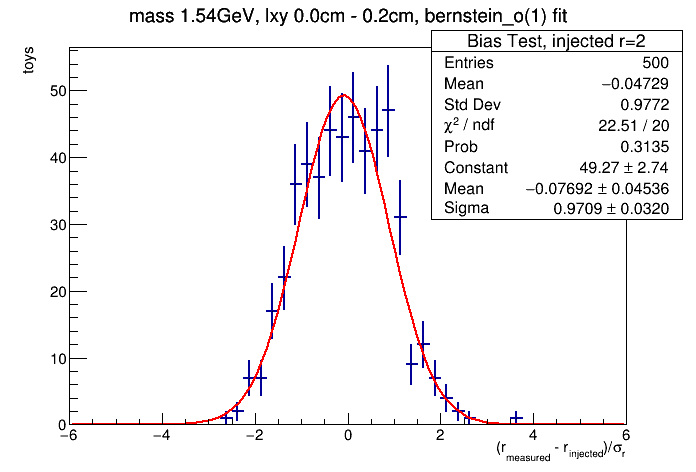 mass 1.54GeV, lxy 0.0cm - 0.2cm, bernstein_o(1) fit
toys
Bias Test, injected r=2
Entries 500
Mean −0.04729
Std Dev 0.9772
χ² / ndf 22.51 / 20
Prob 0.3135
Constant 49.27 ± 2.74
Mean −0.07692 ± 0.04536
Sigma 0.9709 ± 0.0320
50
40
30
20
10
0
−6 −4 −2 0 2 4 6
(r_measured - r_injected)/σ_r